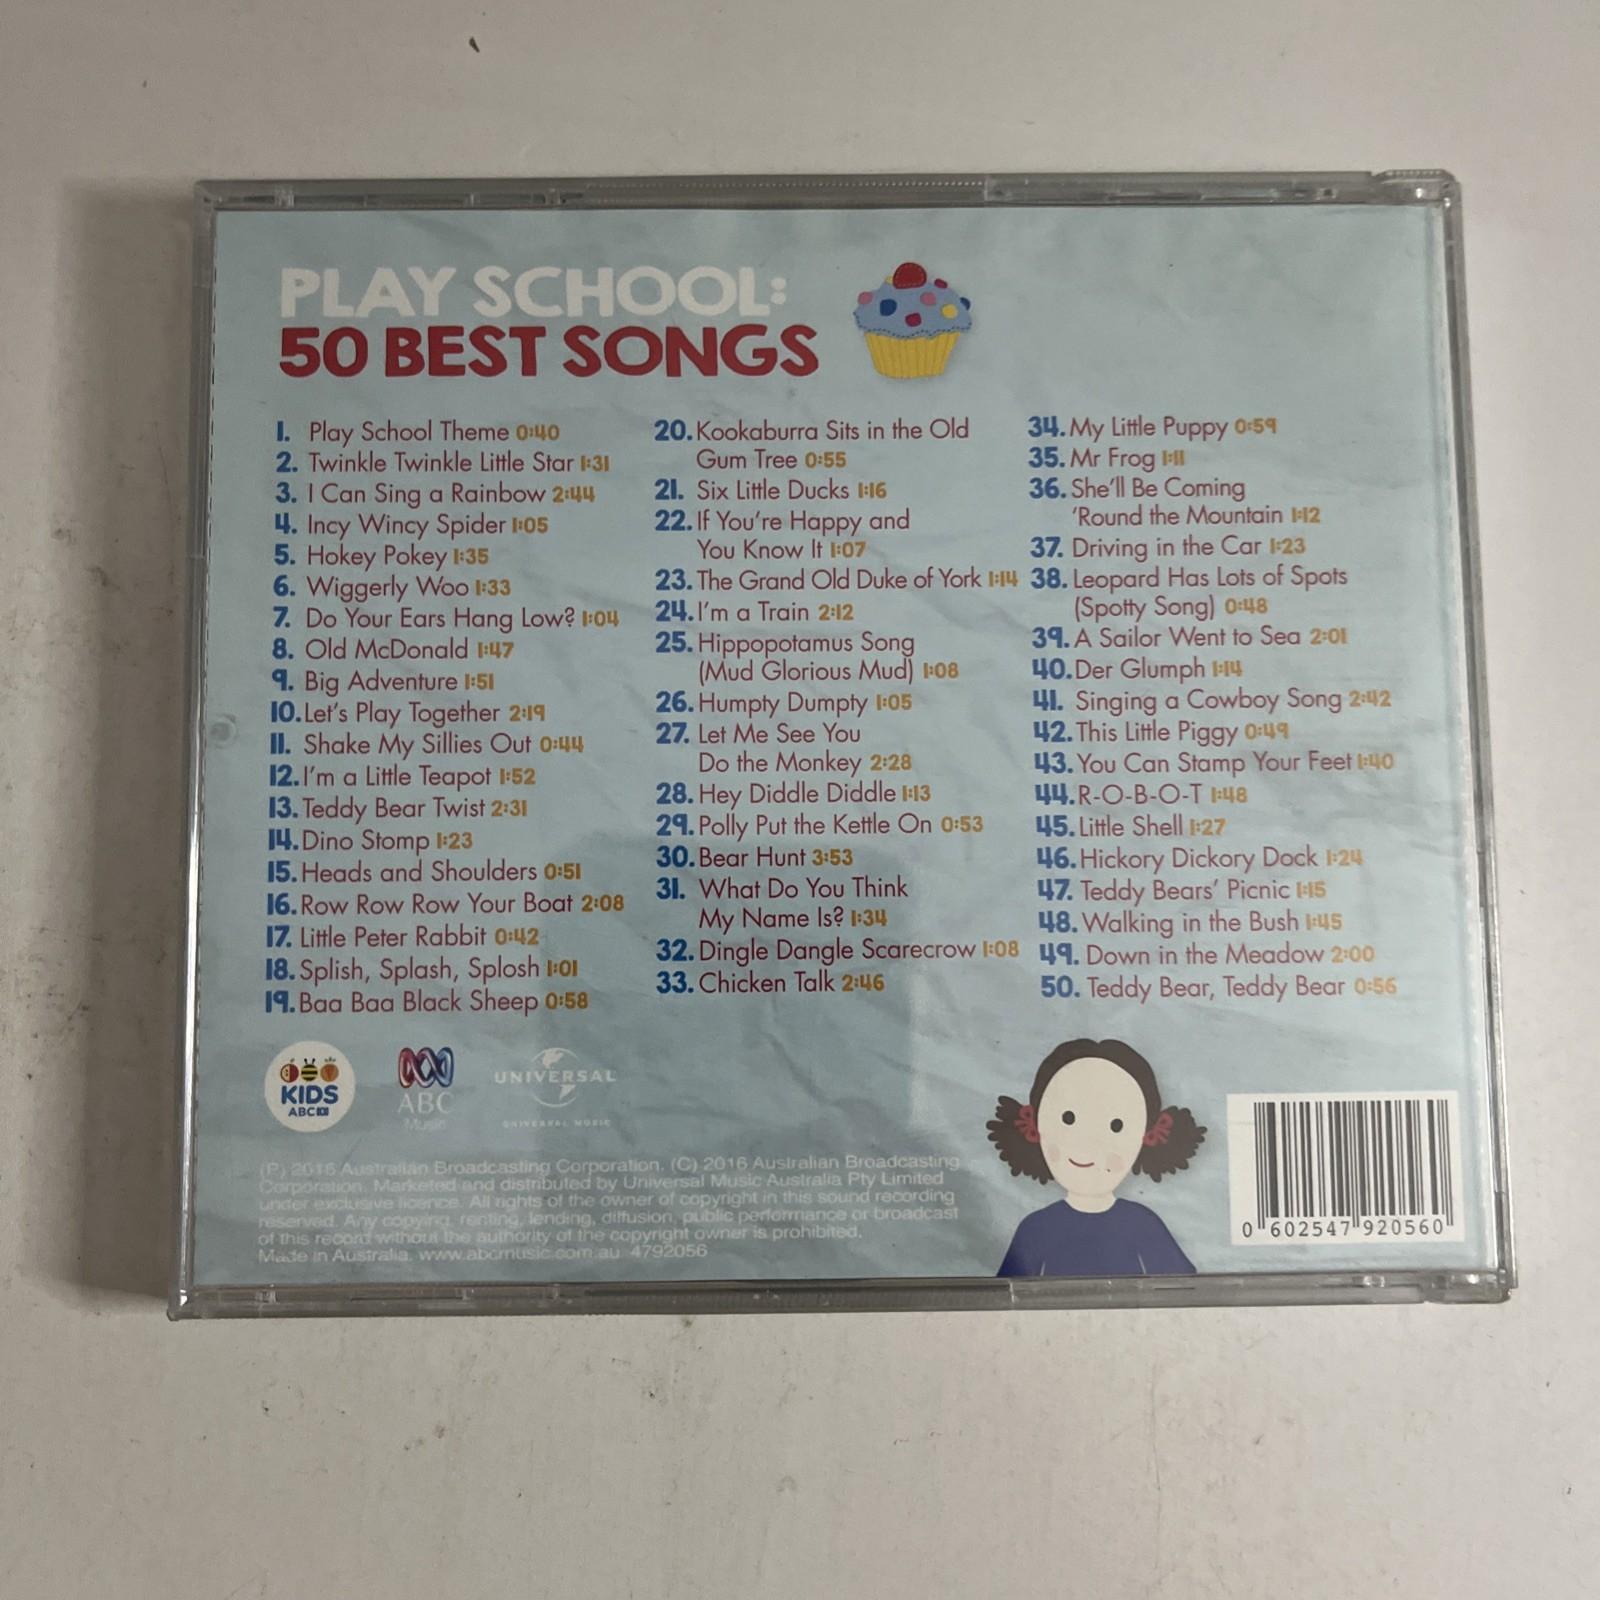 PLAY SCHOOL:
50 BEST SONGS
1. Play School Theme 0:40
2. Twinkle Twinkle Little Star 1:31
3. I Can Sing a Rainbow 2:44
4. Incy Wincy Spider 1:05
5. Hokey Pokey 1:35
6. Wiggerly Woo 1:33
7. Do Your Ears Hang Low? 1:04
8. Old McDonald 1:47
9. Big Adventure 1:51
10. Let's Play Together 2:19
11. Shake My Sillies Out 0:44
12. I'm a Little Teapot 1:52
13. Teddy Bear Twist 2:31
14. Dino Stomp 1:23
15. Heads and Shoulders 0:51
16. Row Row Row Your Boat 2:08
17. Little Peter Rabbit 0:42
18. Splish, Splash, Splosh 1:01
19. Baa Baa Black Sheep 0:58
20. Kookaburra Sits in the Old
Gum Tree 0:55
21. Six Little Ducks 1:16
22. If You're Happy and
You Know It 1:07
23. The Grand Old Duke of York 1:14
24. I'm a Train 2:12
25. Hippopotamus Song
(Mud Glorious Mud) 1:08
26. Humpty Dumpty 1:05
27. Let Me See You
Do the Monkey 2:28
28. Hey Diddle Diddle 1:13
29. Polly Put the Kettle On 0:53
30. Bear Hunt 3:53
31. What Do You Think
My Name Is? 1:34
32. Dingle Dangle Scarecrow 1:08
33. Chicken Talk 2:46
34. My Little Puppy 0:59
35. Mr Frog 1:11
36. She'll Be Coming
'Round the Mountain 1:12
37. Driving in the Car 1:23
38. Leopard Has Lots of Spots
(Spotty Song) 0:48
39. A Sailor Went to Sea 2:01
40. Der Glumph 1:14
41. Singing a Cowboy Song 2:42
42. This Little Piggy 0:49
43. You Can Stamp Your Feet 1:40
44. R-O-B-O-T 1:48
45. Little Shell 1:27
46. Hickory Dickory Dock 1:24
47. Teddy Bears' Picnic 1:15
48. Walking in the Bush 1:45
49. Down in the Meadow 2:00
50. Teddy Bear, Teddy Bear 0:56
KIDS
ABC
ABC
Music
UNIVERSAL
UNIVERSAL MUSIC
(P) 2016 Australian Broadcasting Corporation. (C) 2016 Australian Broadcasting
Corporation. Marketed and distributed by Universal Music Australia Pty Limited
under exclusive licence. All rights of the owner of copyright in this sound recording
reserved. Any copying, renting, lending, diffusion, public performance or broadcast
of this record without the authority of the copyright owner is prohibited.
Made in Australia. www.abcmusic.com.au 4792056
0 602547 920560